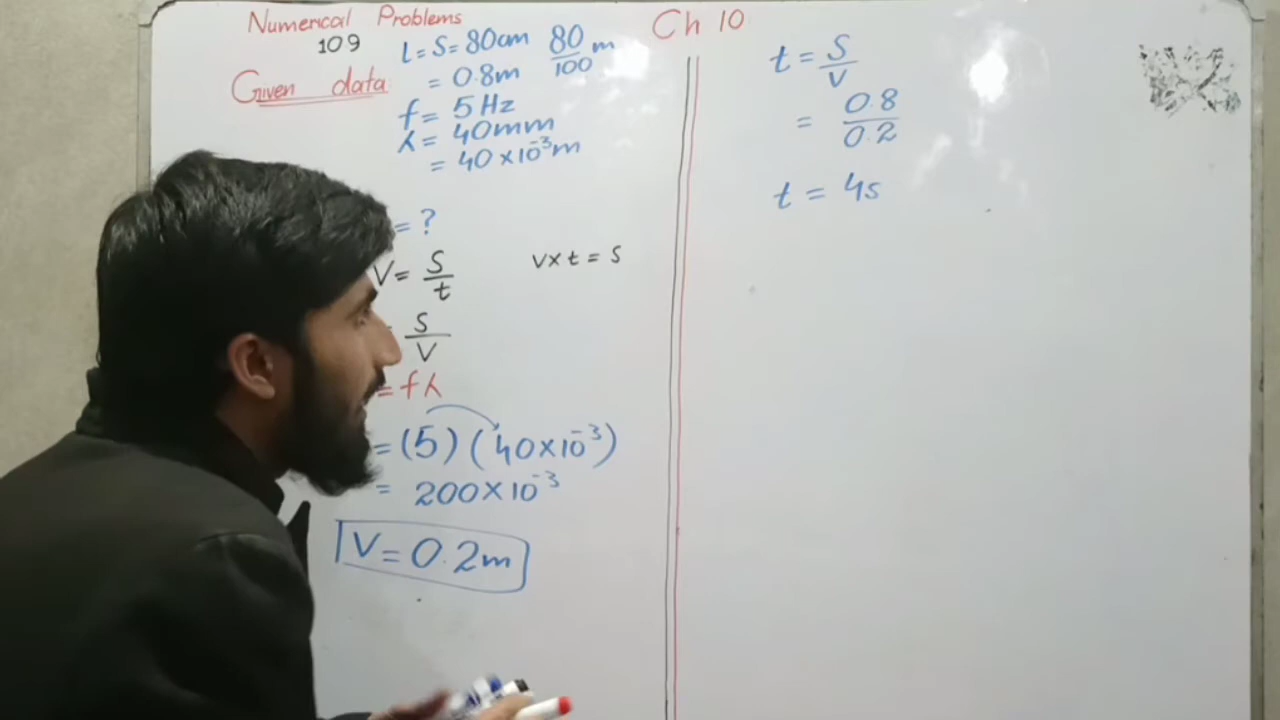 Numerical Problems
109
Ch 10
Given data
L = S = 80cm 80/100 m
= 0.8m
f = 5 Hz
λ = 40mm
= 40 × 10⁻³m
= ?
V = S/t v × t = S
S/V
= fλ
= (5) (40×10⁻³)
= 200×10⁻³
V = 0.2m
t = S/V
= 0.8/0.2
t = 4s